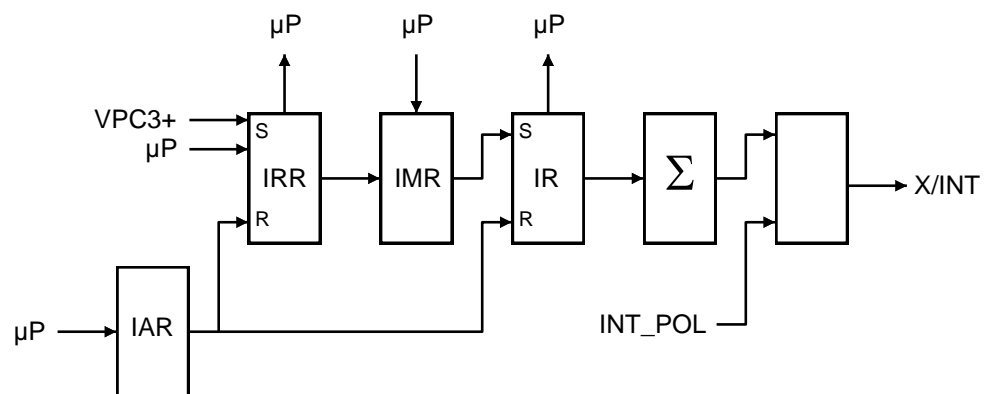 µP
µP
µP
VPC3+
µP
S
IRR
R
IMR
S
IR
R
Σ
X/INT
µP
IAR
INT_POL